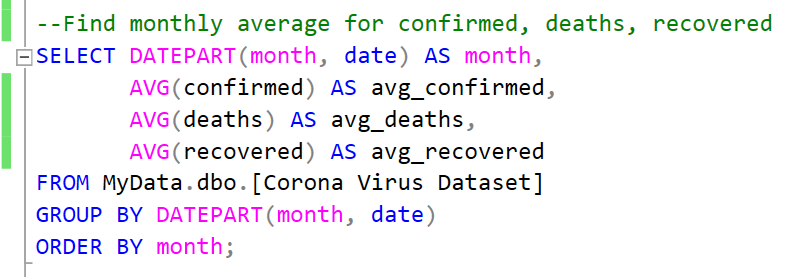 --Find monthly average for confirmed, deaths, recovered
SELECT DATEPART(month, date) AS month,
AVG(confirmed) AS avg_confirmed,
AVG(deaths) AS avg_deaths,
AVG(recovered) AS avg_recovered
FROM MyData.dbo.[Corona Virus Dataset]
GROUP BY DATEPART(month, date)
ORDER BY month;